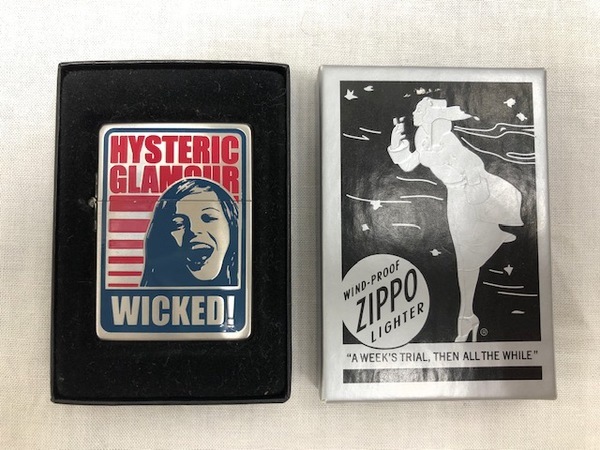 HYSTERIC
GLAMOUR
WICKED!
WIND-PROOF
ZIPPO
LIGHTER
®
"A WEEK'S TRIAL, THEN ALL THE WHILE"